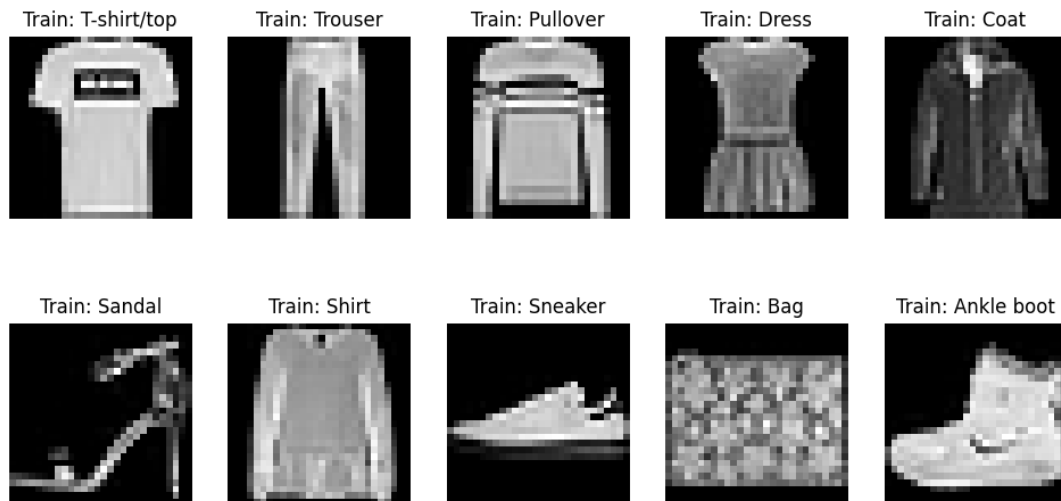 Train: T-shirt/top
Train: Trouser
Train: Pullover
Train: Dress
Train: Coat
Train: Sandal
Train: Shirt
Train: Sneaker
Train: Bag
Train: Ankle boot